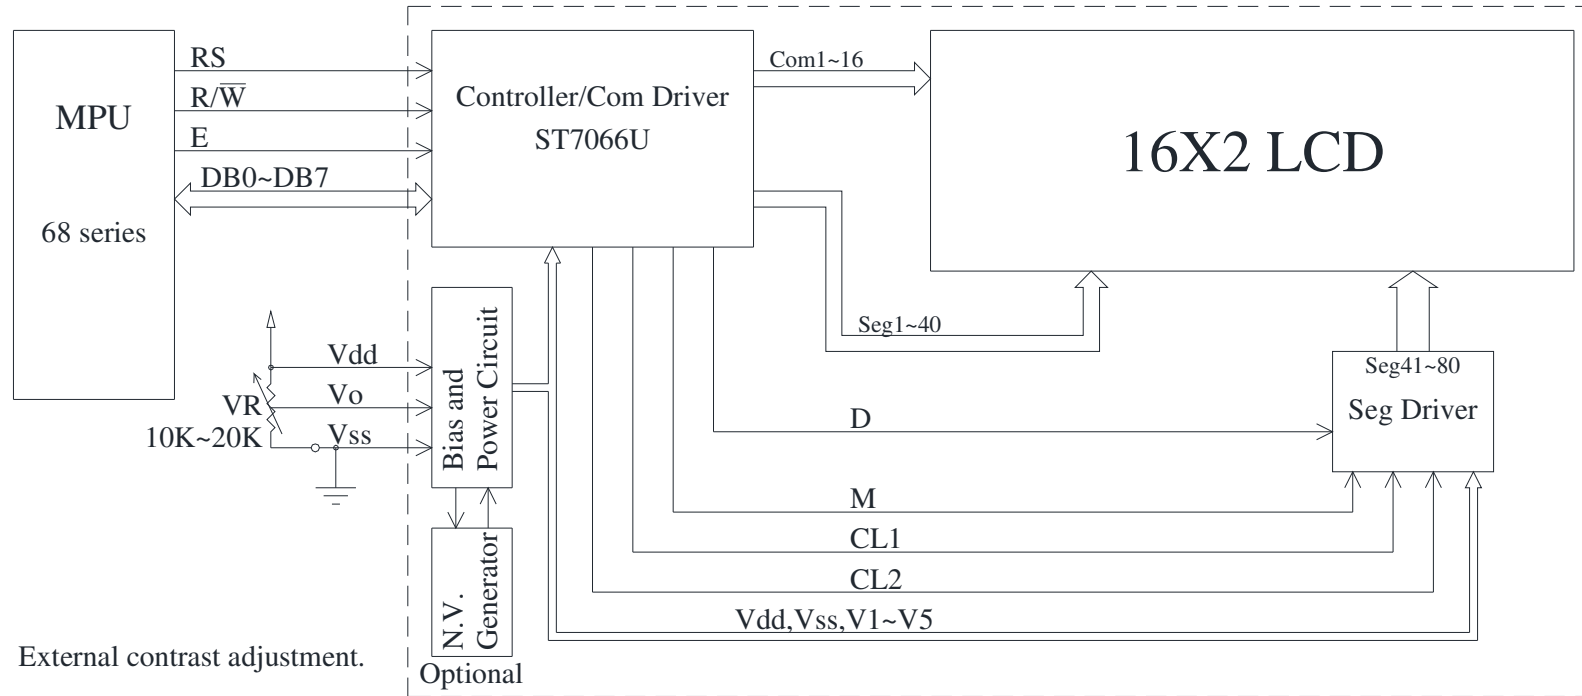 MPU
68 series
RS
R/W̅
E
DB0~DB7
Controller/Com Driver
ST7066U
Com1~16
16X2 LCD
Seg1~40
Seg41~80
Seg Driver
Vdd
Vo
Vss
VR
10K~20K
Bias and
Power Circuit
N.V.
Generator
Optional
D
M
CL1
CL2
Vdd,Vss,V1~V5
External contrast adjustment.